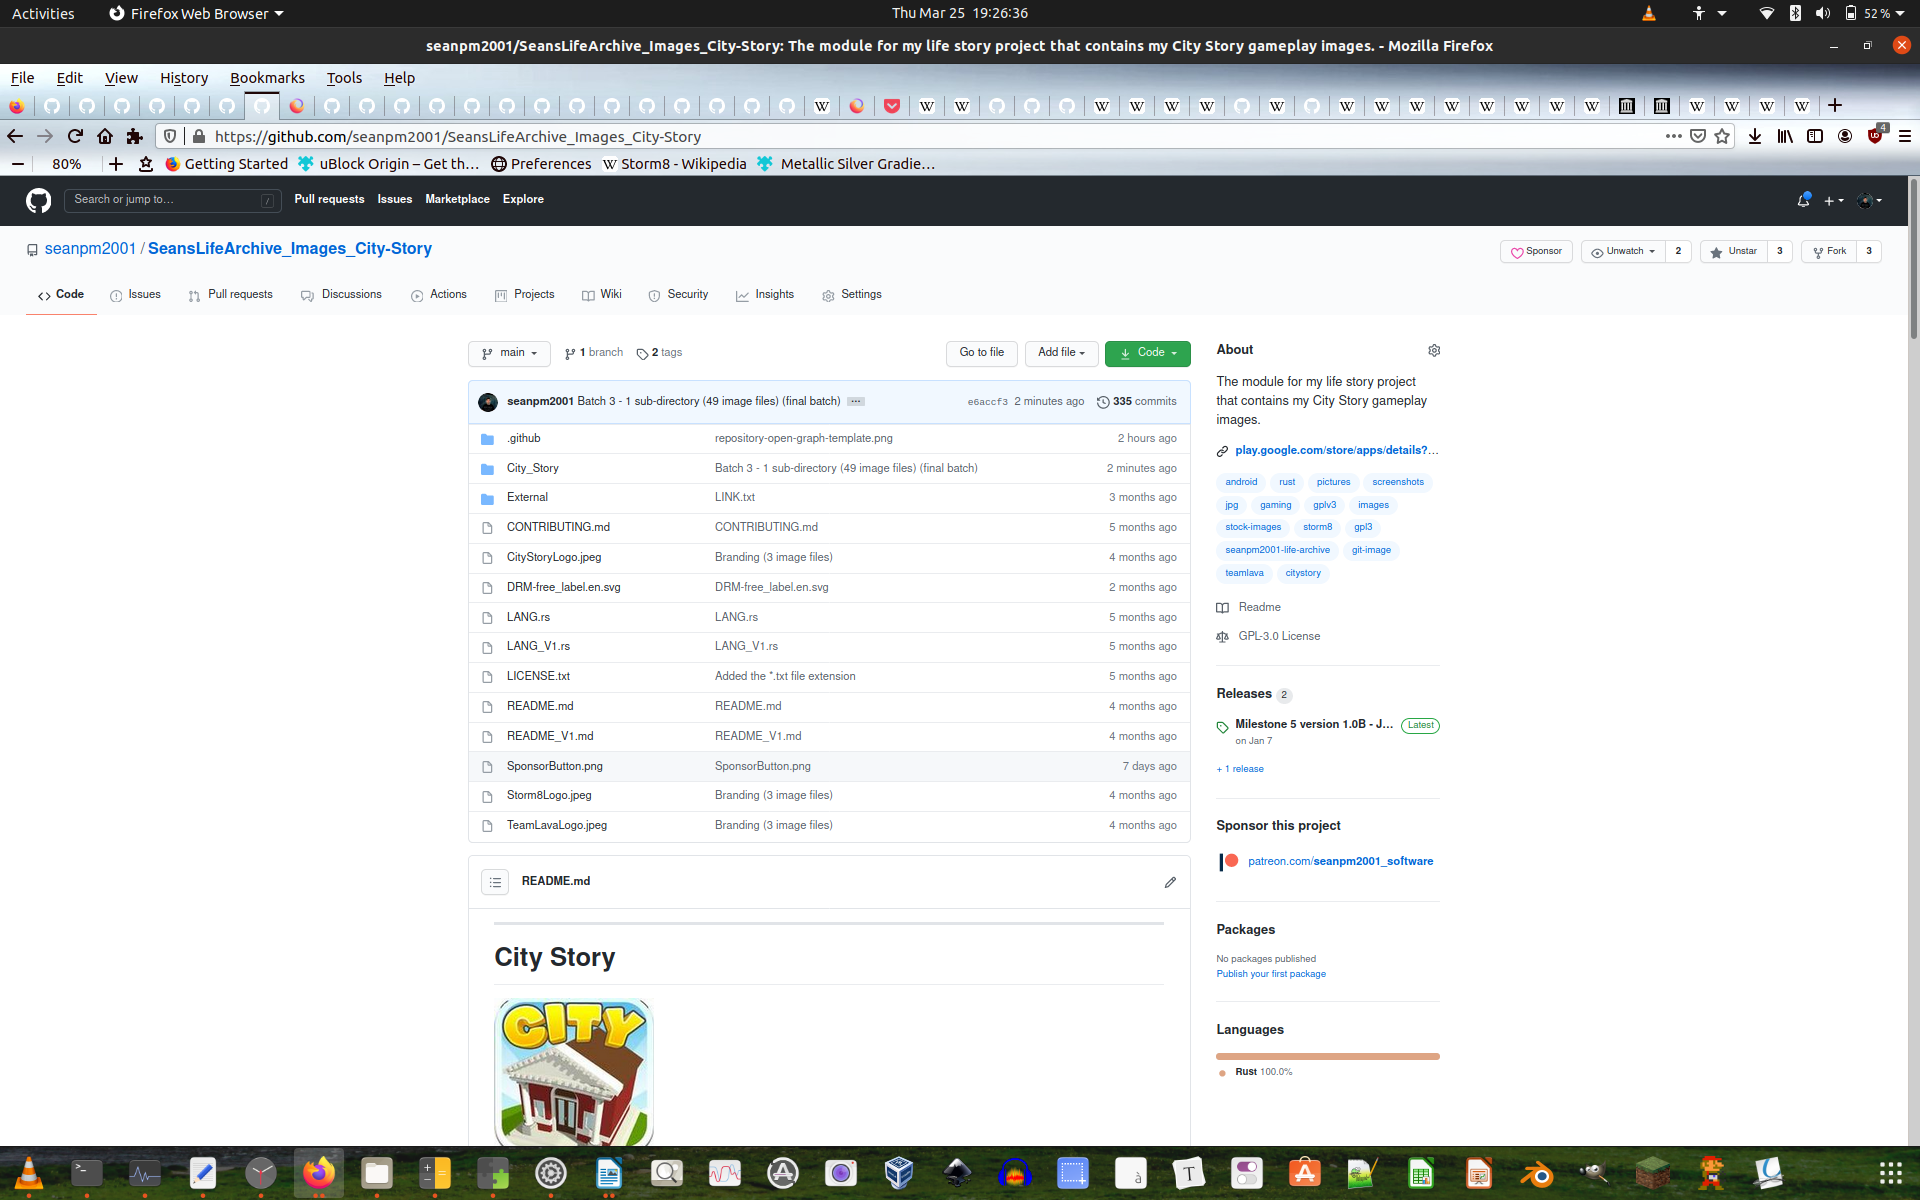 Activities
Firefox Web Browser
Thu Mar 25  19:26:36
52 %
seanpm2001/SeansLifeArchive_Images_City-Story: The module for my life story project that contains my City Story gameplay images. - Mozilla Firefox
File Edit View History Bookmarks Tools Help
https://github.com/seanpm2001/SeansLifeArchive_Images_City-Story
4
80%
Getting Started
uBlock Origin – Get th…
Preferences
Storm8 - Wikipedia
Metallic Silver Gradie…
Search or jump to…
/
Pull requests Issues Marketplace Explore
seanpm2001 / SeansLifeArchive_Images_City-Story
Sponsor
Unwatch 2
Unstar 3
Fork 3
Code Issues Pull requests Discussions Actions Projects Wiki Security Insights Settings
main
1 branch
2 tags
Go to file
Add file
Code
seanpm2001 Batch 3 - 1 sub-directory (49 image files) (final batch) … e6accf3 2 minutes ago 335 commits
.github repository-open-graph-template.png 2 hours ago
City_Story Batch 3 - 1 sub-directory (49 image files) (final batch) 2 minutes ago
External LINK.txt 3 months ago
CONTRIBUTING.md CONTRIBUTING.md 5 months ago
CityStoryLogo.jpeg Branding (3 image files) 4 months ago
DRM-free_label.en.svg DRM-free_label.en.svg 2 months ago
LANG.rs LANG.rs 5 months ago
LANG_V1.rs LANG_V1.rs 5 months ago
LICENSE.txt Added the *.txt file extension 5 months ago
README.md README.md 4 months ago
README_V1.md README_V1.md 4 months ago
SponsorButton.png SponsorButton.png 7 days ago
Storm8Logo.jpeg Branding (3 image files) 4 months ago
TeamLavaLogo.jpeg Branding (3 image files) 4 months ago
README.md
City Story
CITY
About
The module for my life story project
that contains my City Story gameplay
images.
play.google.com/store/apps/details?…
android rust pictures screenshots
jpg gaming gplv3 images
stock-images storm8 gpl3
seanpm2001-life-archive git-image
teamlava citystory
Readme
GPL-3.0 License
Releases 2
Milestone 5 version 1.0B - J… Latest
on Jan 7
+ 1 release
Sponsor this project
patreon.com/seanpm2001_software
Packages
No packages published
Publish your first package
Languages
Rust 100.0%